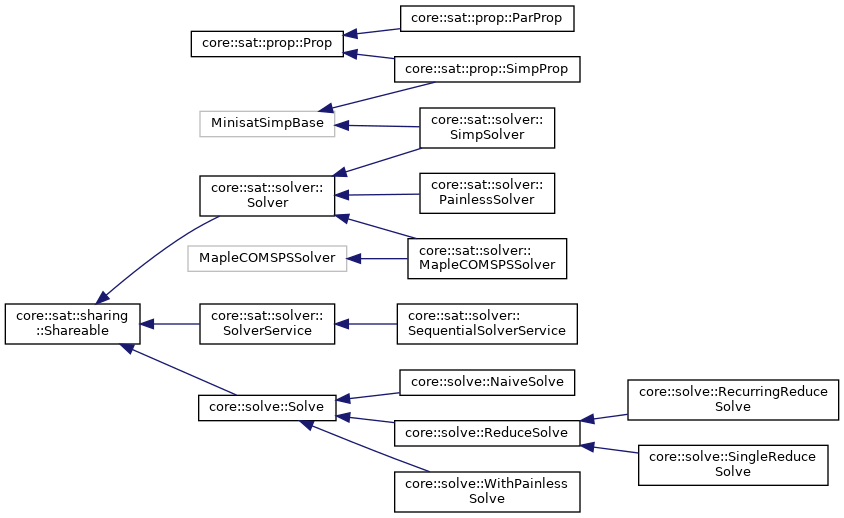 core::sat::prop::ParProp
core::sat::prop::Prop
core::sat::prop::SimpProp
MinisatSimpBase
core::sat::solver::
SimpSolver
core::sat::solver::
Solver
core::sat::solver::
PainlessSolver
MapleCOMSPSSolver
core::sat::solver::
MapleCOMSPSSolver
core::sat::sharing
::Shareable
core::sat::solver::
SolverService
core::sat::solver::
SequentialSolverService
core::solve::NaiveSolve
core::solve::Solve
core::solve::ReduceSolve
core::solve::RecurringReduce
Solve
core::solve::SingleReduce
Solve
core::solve::WithPainless
Solve